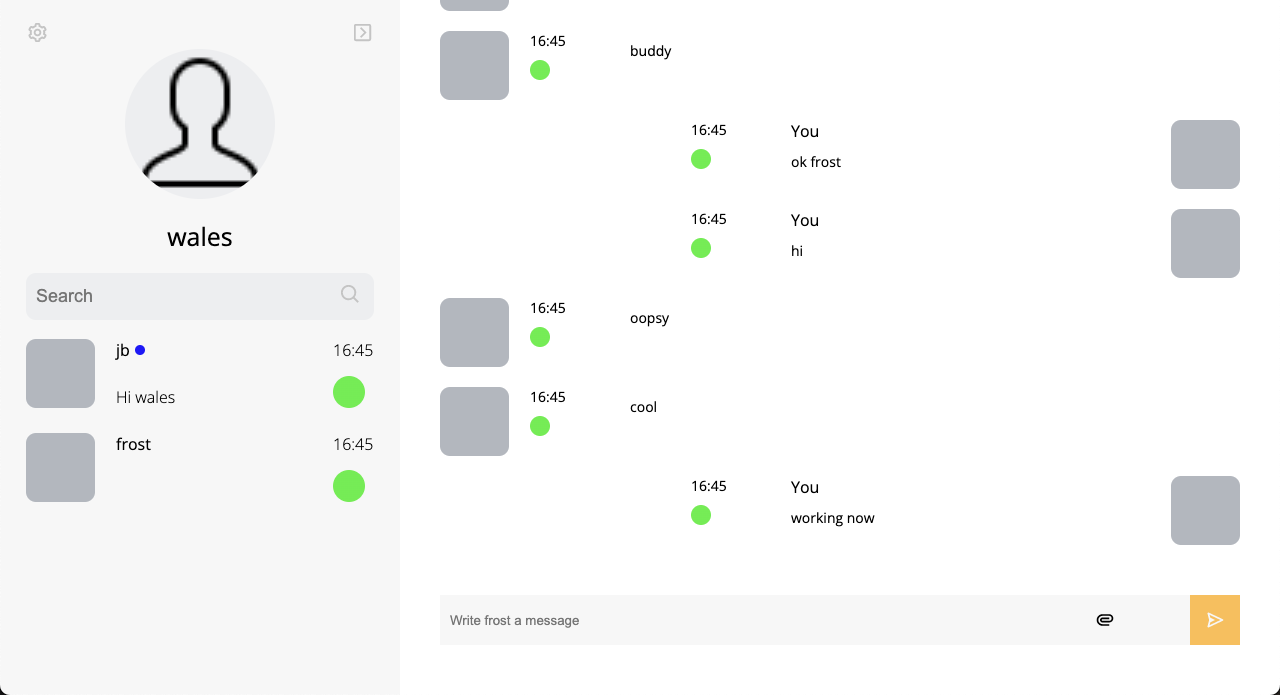 wales
Search
jb 16:45
Hi wales
frost 16:45
16:45
buddy
16:45 You
ok frost
16:45 You
hi
16:45
oopsy
16:45
cool
16:45 You
working now
Write frost a message